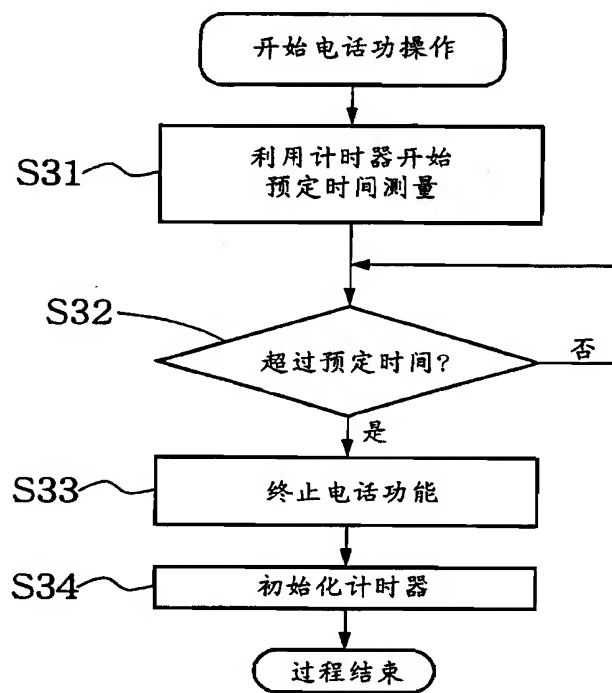 开始电话功操作
S31
利用计时器开始
预定时间测量
S32
超过预定时间?
否
是
S33
终止电话功能
S34
初始化计时器
过程结束